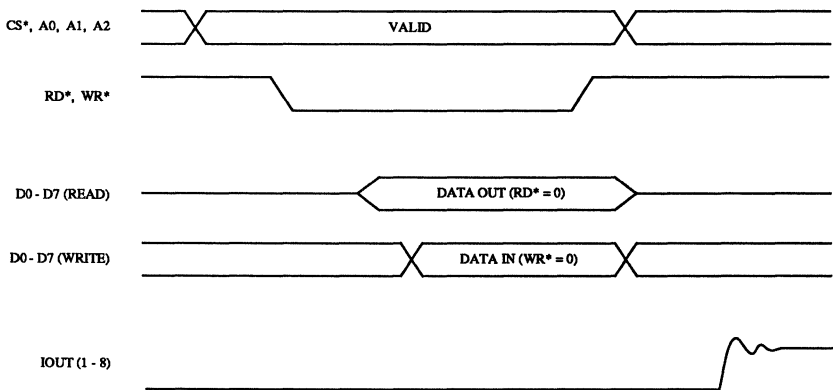 CS*, A0, A1, A2
VALID
RD*, WR*
D0 - D7 (READ)
DATA OUT (RD* = 0)
D0 - D7 (WRITE)
DATA IN (WR* = 0)
IOUT (1 - 8)